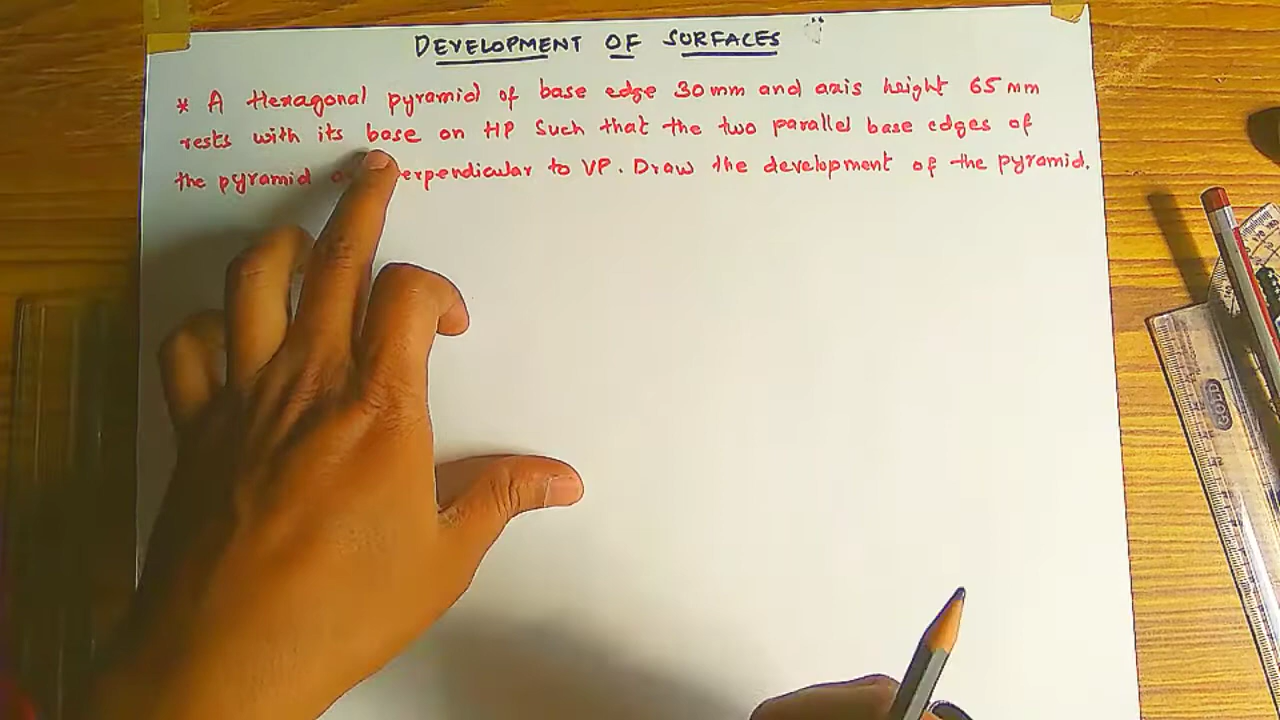 DEVELOPMENT OF SURFACES
* A Hexagonal pyramid of base edge 30mm and axis height 65 mm
rests with its base on HP Such that the two parallel base edges of
the pyramid perpendicular to VP. Draw the development of the pyramid.
GOLD